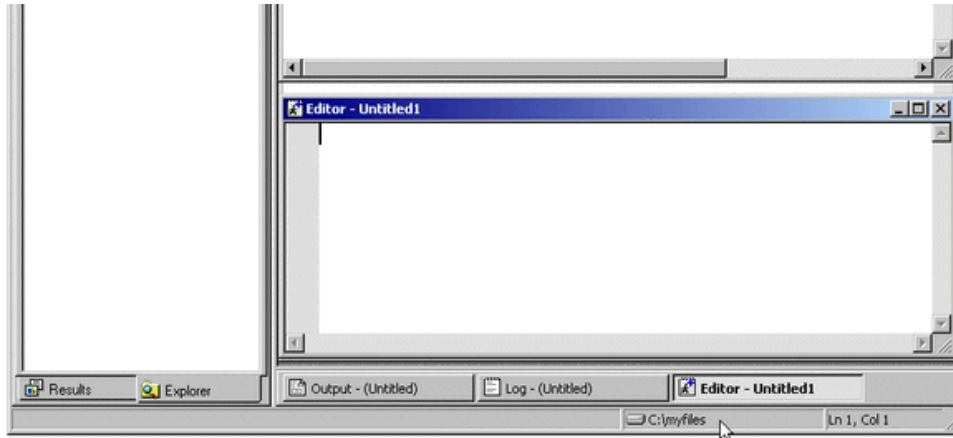 Editor - Untitled1
Results
Explorer
Output - (Untitled)
Log - (Untitled)
Editor - Untitled1
C:\myfiles
Ln 1, Col 1